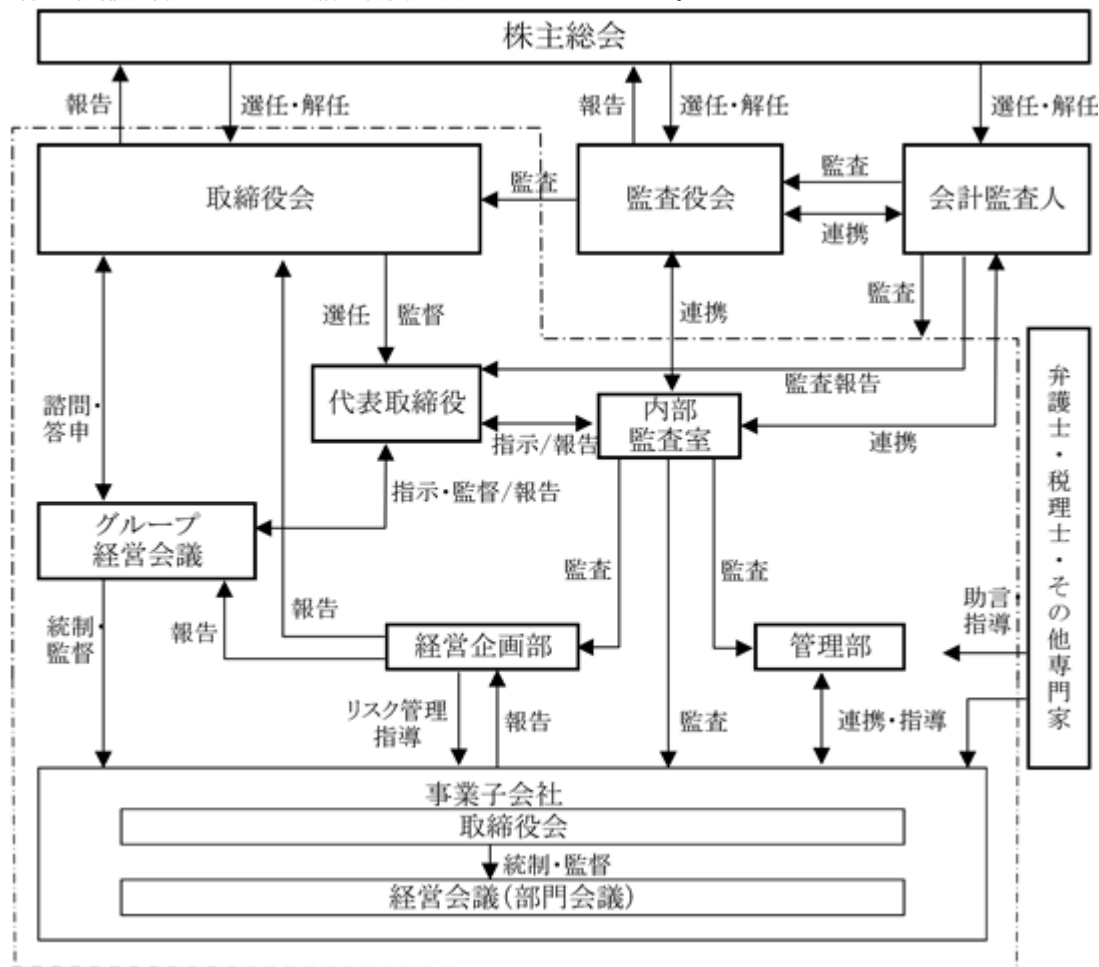 株主総会
報告
選任・解任
報告
選任・解任
選任・解任
取締役会
監査
監査役会
監査
連携
会計監査人
選任
監督
連携
監査
代表取締役
監査報告
諮問・
答申
指示/報告
内部
監査室
連携
弁護士・税理士・その他専門家
指示・監督/報告
グループ
経営会議
監査
監査
統制・
監督
報告
報告
経営企画部
管理部
助言・
指導
リスク管理
指導
報告
監査
連携・指導
事業子会社
取締役会
統制・監督
経営会議(部門会議)